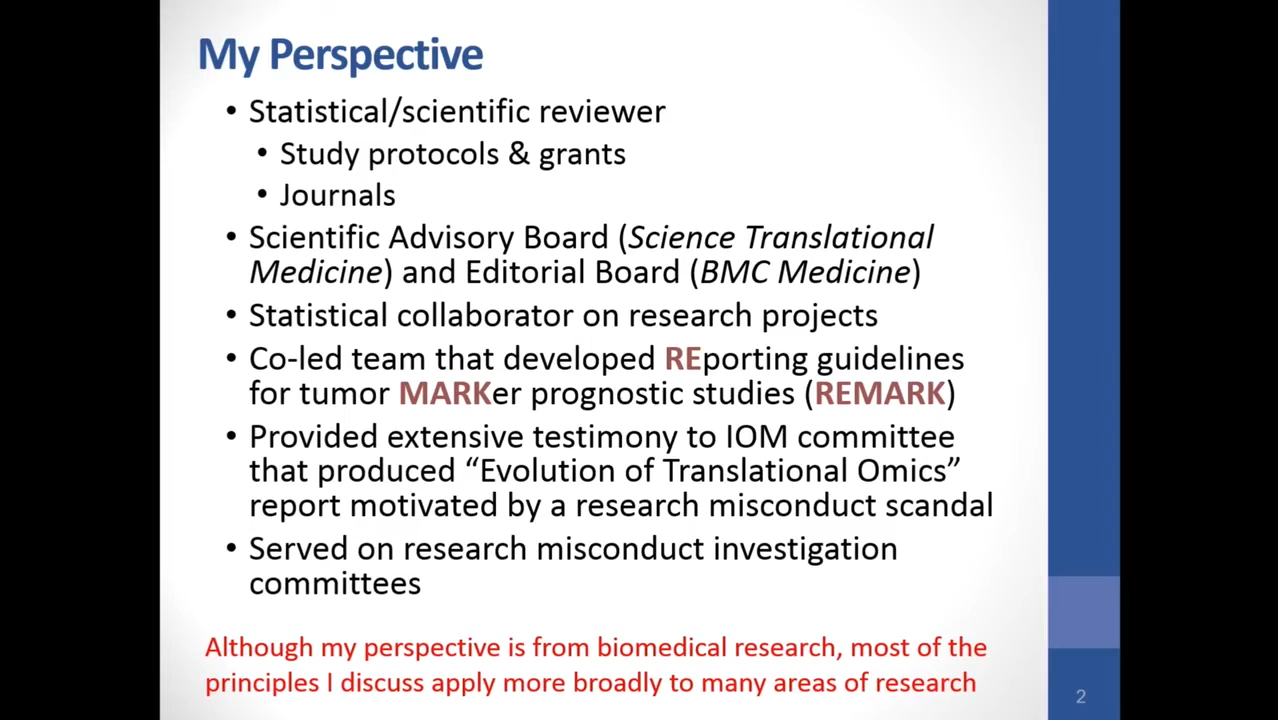 My Perspective
• Statistical/scientific reviewer
• Study protocols & grants
• Journals
• Scientific Advisory Board (Science Translational
Medicine) and Editorial Board (BMC Medicine)
• Statistical collaborator on research projects
• Co-led team that developed REporting guidelines
for tumor MARKer prognostic studies (REMARK)
• Provided extensive testimony to IOM committee
that produced “Evolution of Translational Omics”
report motivated by a research misconduct scandal
• Served on research misconduct investigation
committees
Although my perspective is from biomedical research, most of the
principles I discuss apply more broadly to many areas of research
2